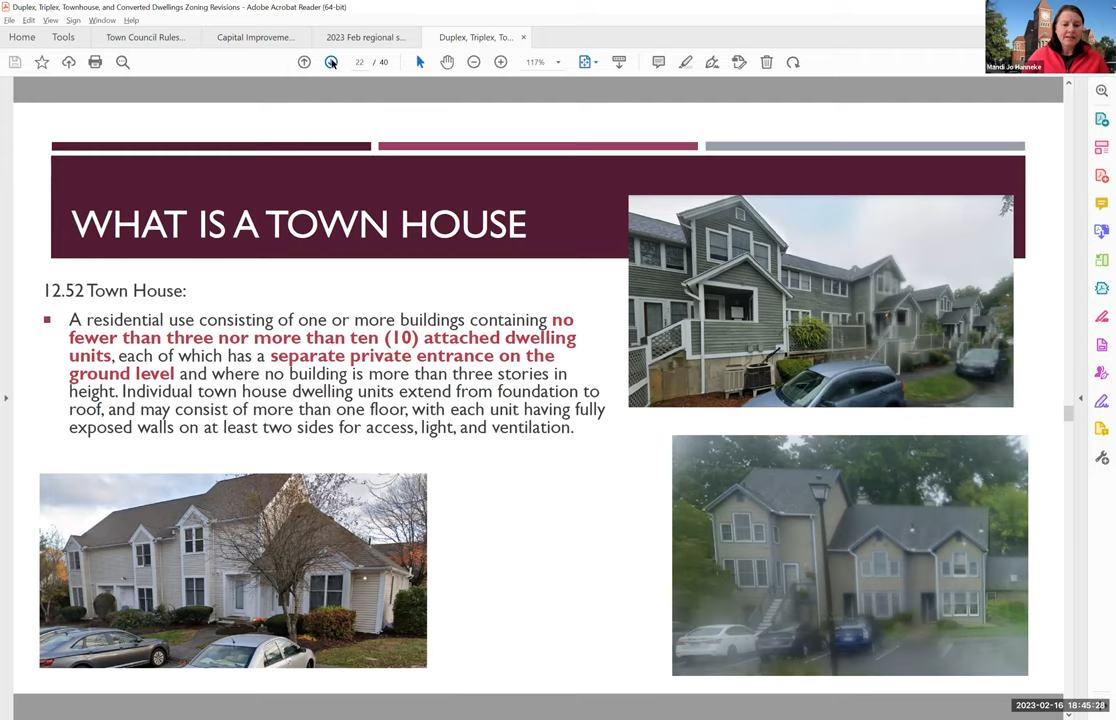 Duplex, Triplex, Townhouse, and Converted Dwellings Zoning Revisions - Adobe Acrobat Reader (64-bit)
File Edit View Sign Window Help
Home Tools Town Council Rules... Capital Improveme... 2023 Feb regional s... Duplex, Triplex, To... ×
22 / 40 117%
Mandi Jo Hanneke
WHAT IS A TOWN HOUSE
12.52 Town House:
A residential use consisting of one or more buildings containing no
fewer than three nor more than ten (10) attached dwelling
units, each of which has a separate private entrance on the
ground level and where no building is more than three stories in
height. Individual town house dwelling units extend from foundation to
roof, and may consist of more than one floor, with each unit having fully
exposed walls on at least two sides for access, light, and ventilation.
2023-02-16 18:45:28